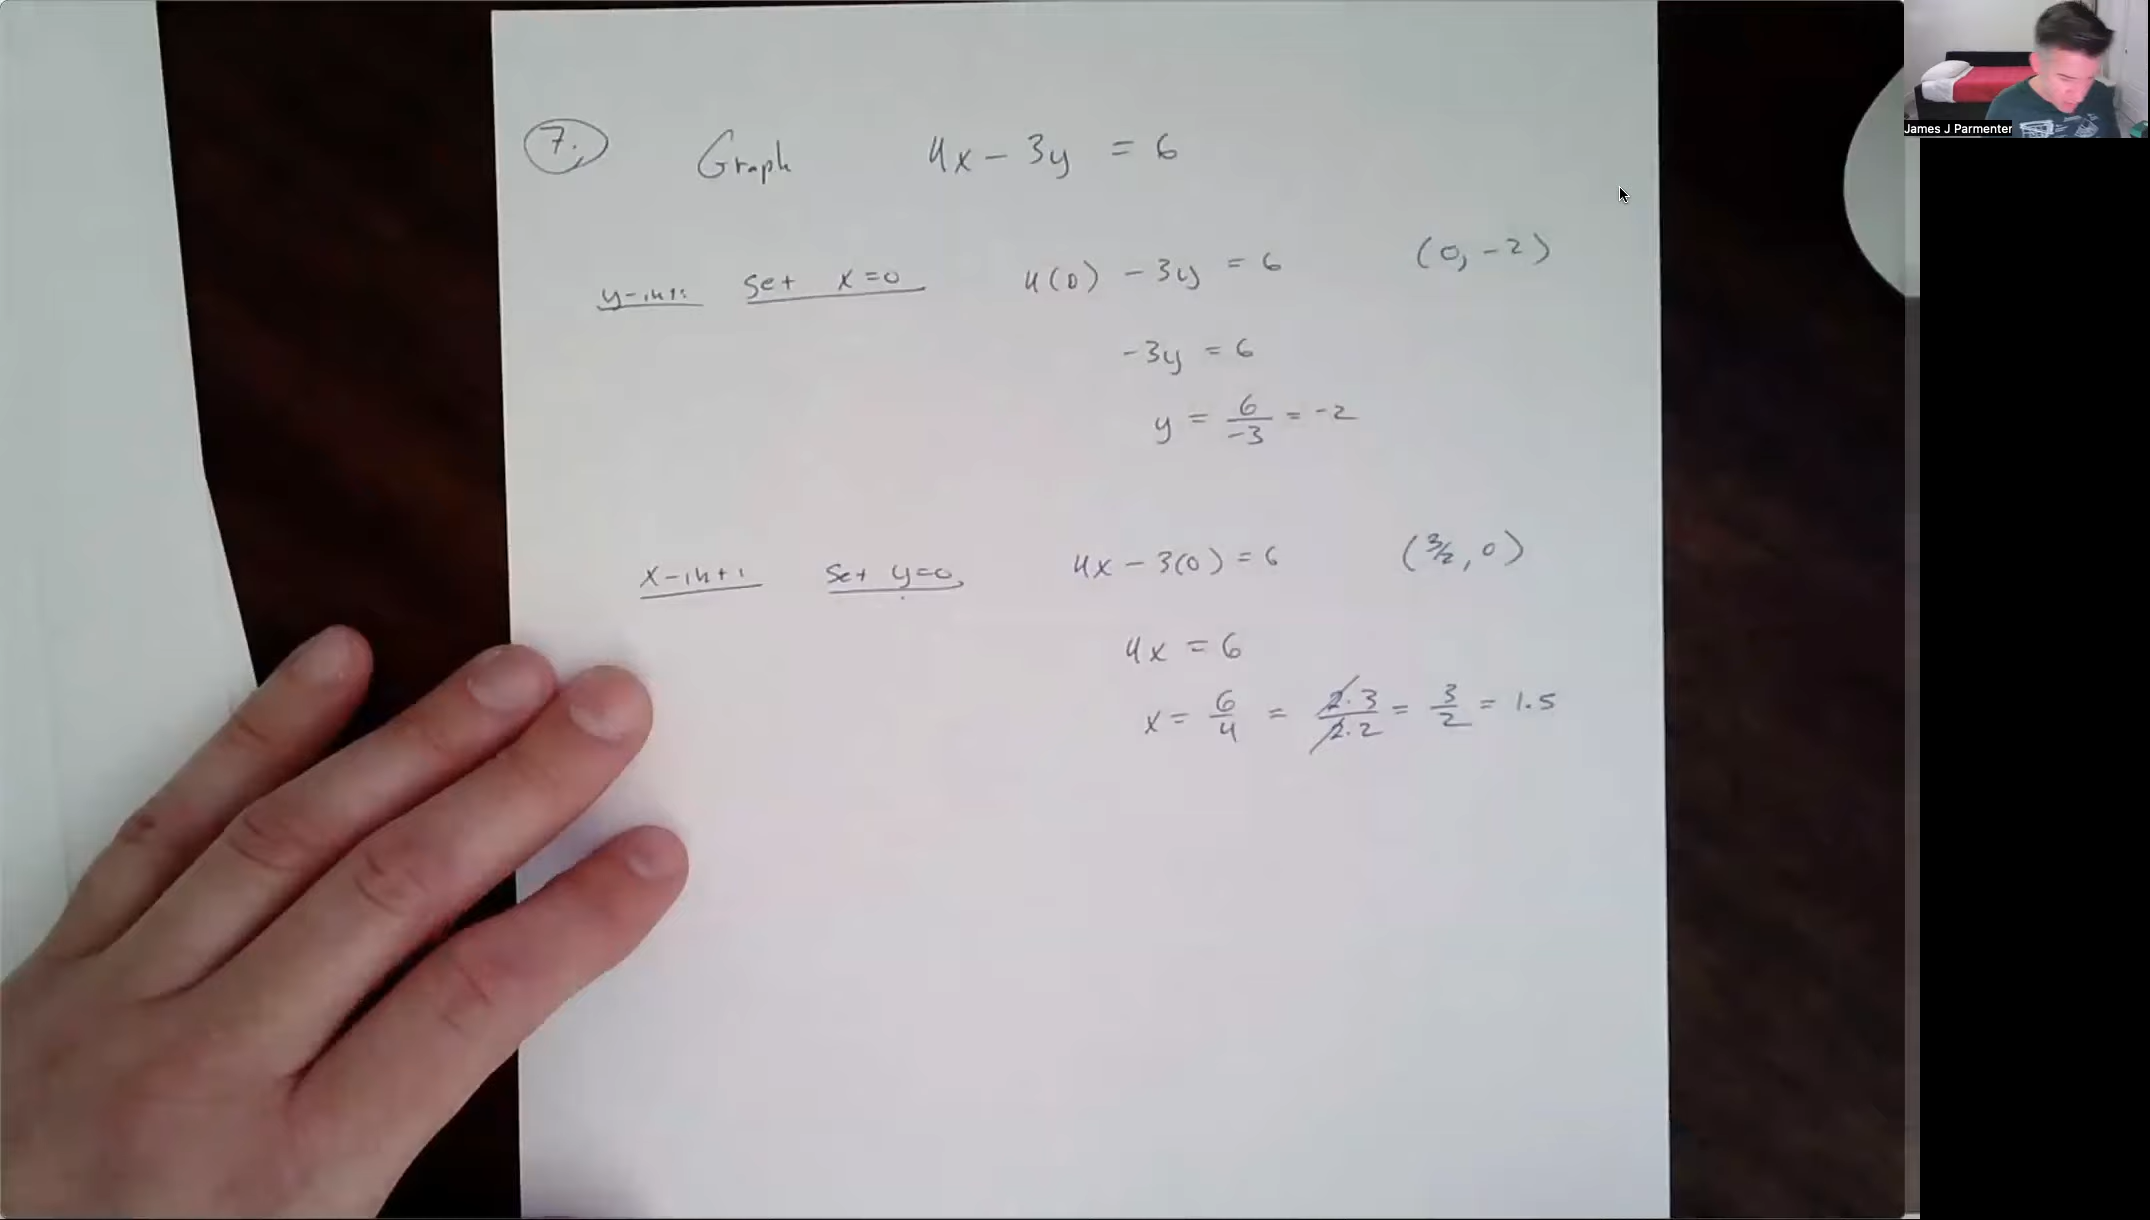 7. Graph 4x - 3y = 6
y-int: Set x=0 4(0) - 3y = 6 (0, -2)
-3y = 6
y = 6/-3 = -2
x-int Set y=0 4x - 3(0) = 6 (3/2, 0)
4x = 6
x = 6/4 = 2·3/2·2 = 3/2 = 1.5
James J Parmenter